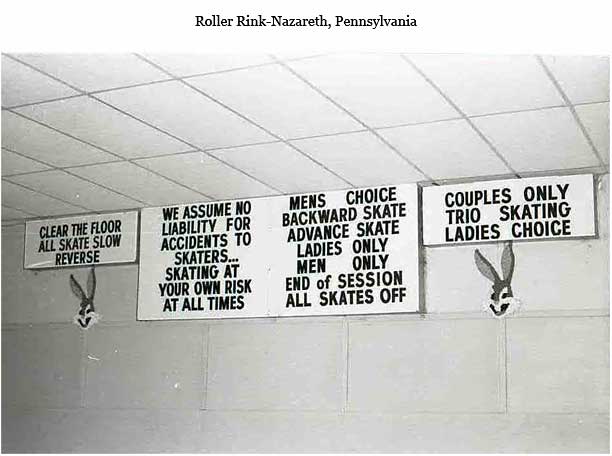 Roller Rink-Nazareth, Pennsylvania
CLEAR THE FLOOR
ALL SKATE SLOW
REVERSE
WE ASSUME NO
LIABILITY FOR
ACCIDENTS TO
SKATERS...
SKATING AT
YOUR OWN RISK
AT ALL TIMES
MENS CHOICE
BACKWARD SKATE
ADVANCE SKATE
LADIES ONLY
MEN ONLY
END of SESSION
ALL SKATES OFF
COUPLES ONLY
TRIO SKATING
LADIES CHOICE